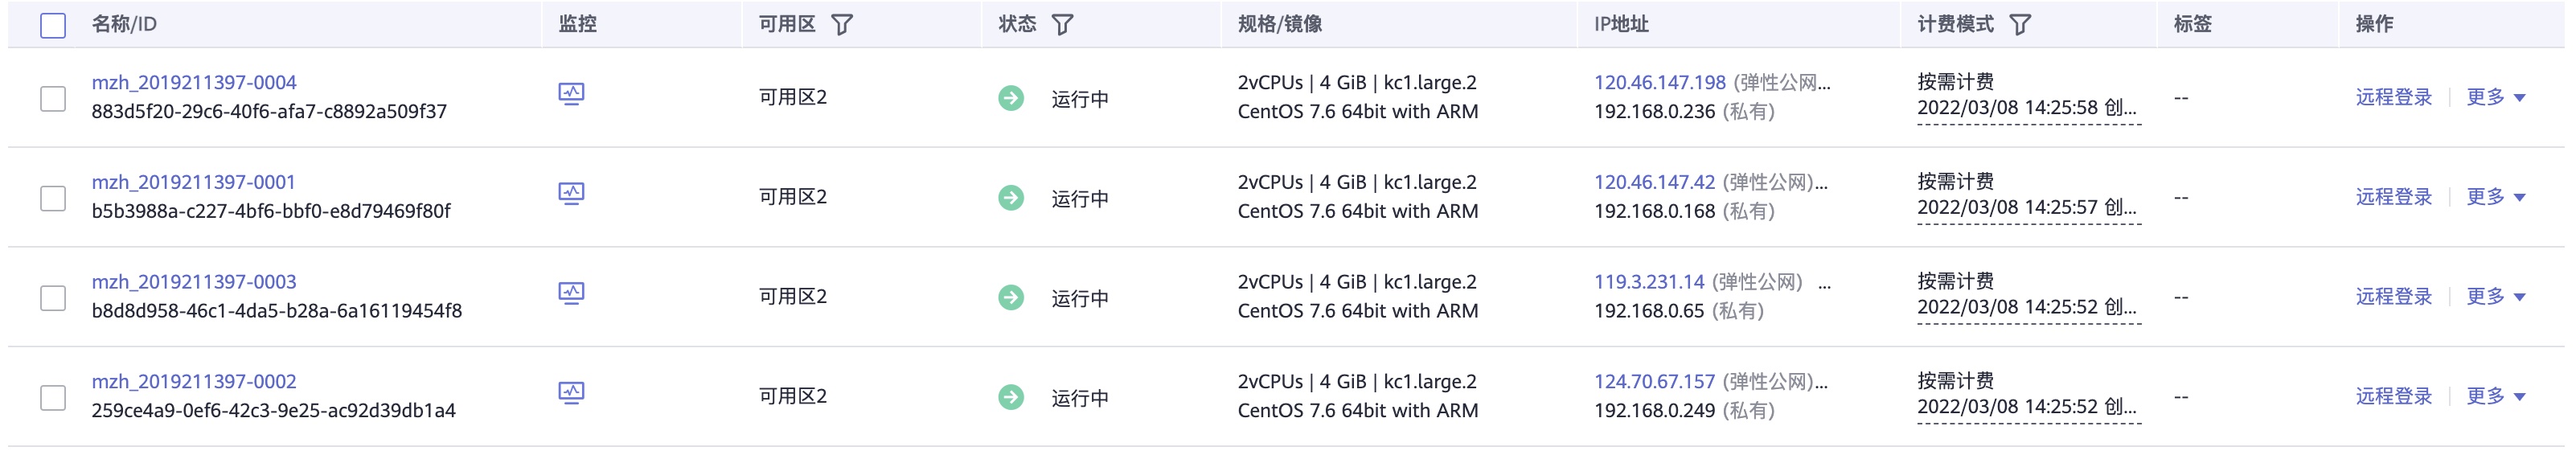 名称/ID 监控 可用区 状态 规格/镜像 IP地址 计费模式 标签 操作
mzh_2019211397-0004 2vCPUs | 4 GiB | kc1.large.2 120.46.147.198 (弹性公网... 按需计费
可用区2 运行中 -- 远程登录 更多
883d5f20-29c6-40f6-afa7-c8892a509f37 CentOS 7.6 64bit with ARM 192.168.0.236 (私有) 2022/03/08 14:25:58 创...
mzh_2019211397-0001 2vCPUs | 4 GiB | kc1.large.2 120.46.147.42 (弹性公网)... 按需计费
可用区2 运行中 -- 远程登录 更多
b5b3988a-c227-4bf6-bbf0-e8d79469f80f CentOS 7.6 64bit with ARM 192.168.0.168 (私有) 2022/03/08 14:25:57 创...
mzh_2019211397-0003 2vCPUs | 4 GiB | kc1.large.2 119.3.231.14 (弹性公网) ... 按需计费
可用区2 运行中 -- 远程登录 更多
b8d8d958-46c1-4da5-b28a-6a16119454f8 CentOS 7.6 64bit with ARM 192.168.0.65 (私有) 2022/03/08 14:25:52 创...
mzh_2019211397-0002 2vCPUs | 4 GiB | kc1.large.2 124.70.67.157 (弹性公网)... 按需计费
可用区2 运行中 -- 远程登录 更多
259ce4a9-0ef6-42c3-9e25-ac92d39db1a4 CentOS 7.6 64bit with ARM 192.168.0.249 (私有) 2022/03/08 14:25:52 创...